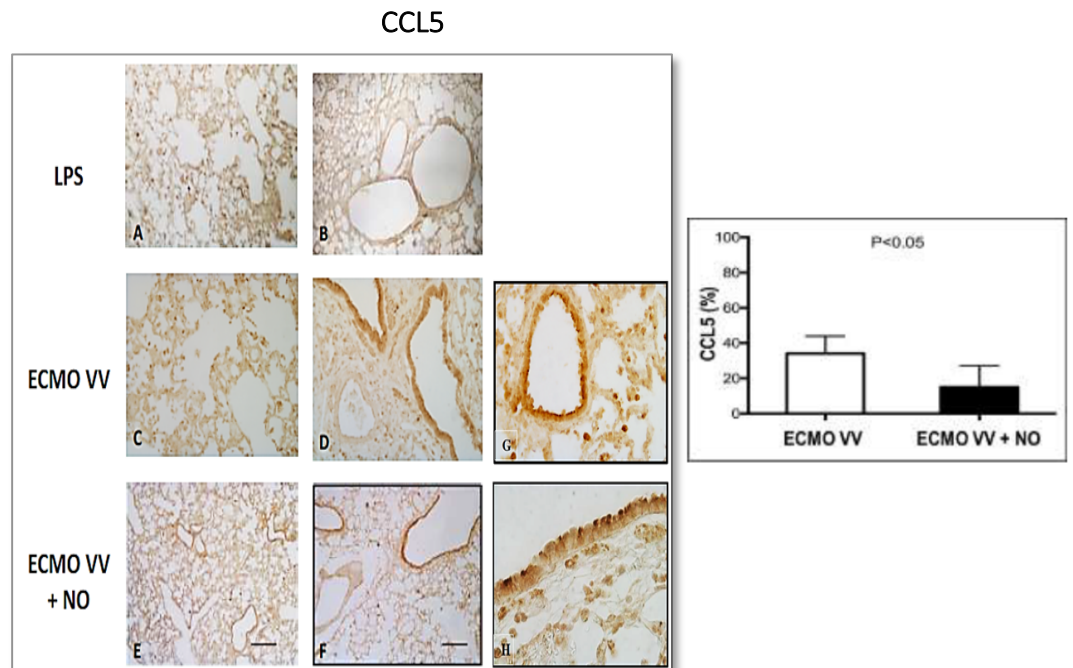 CCL5
LPS
A
B
ECMO VV
C
D
G
ECMO VV
+ NO
E
F
H
P<0.05
CCL5 (%)
100
80
60
40
20
0
ECMO VV
ECMO VV + NO